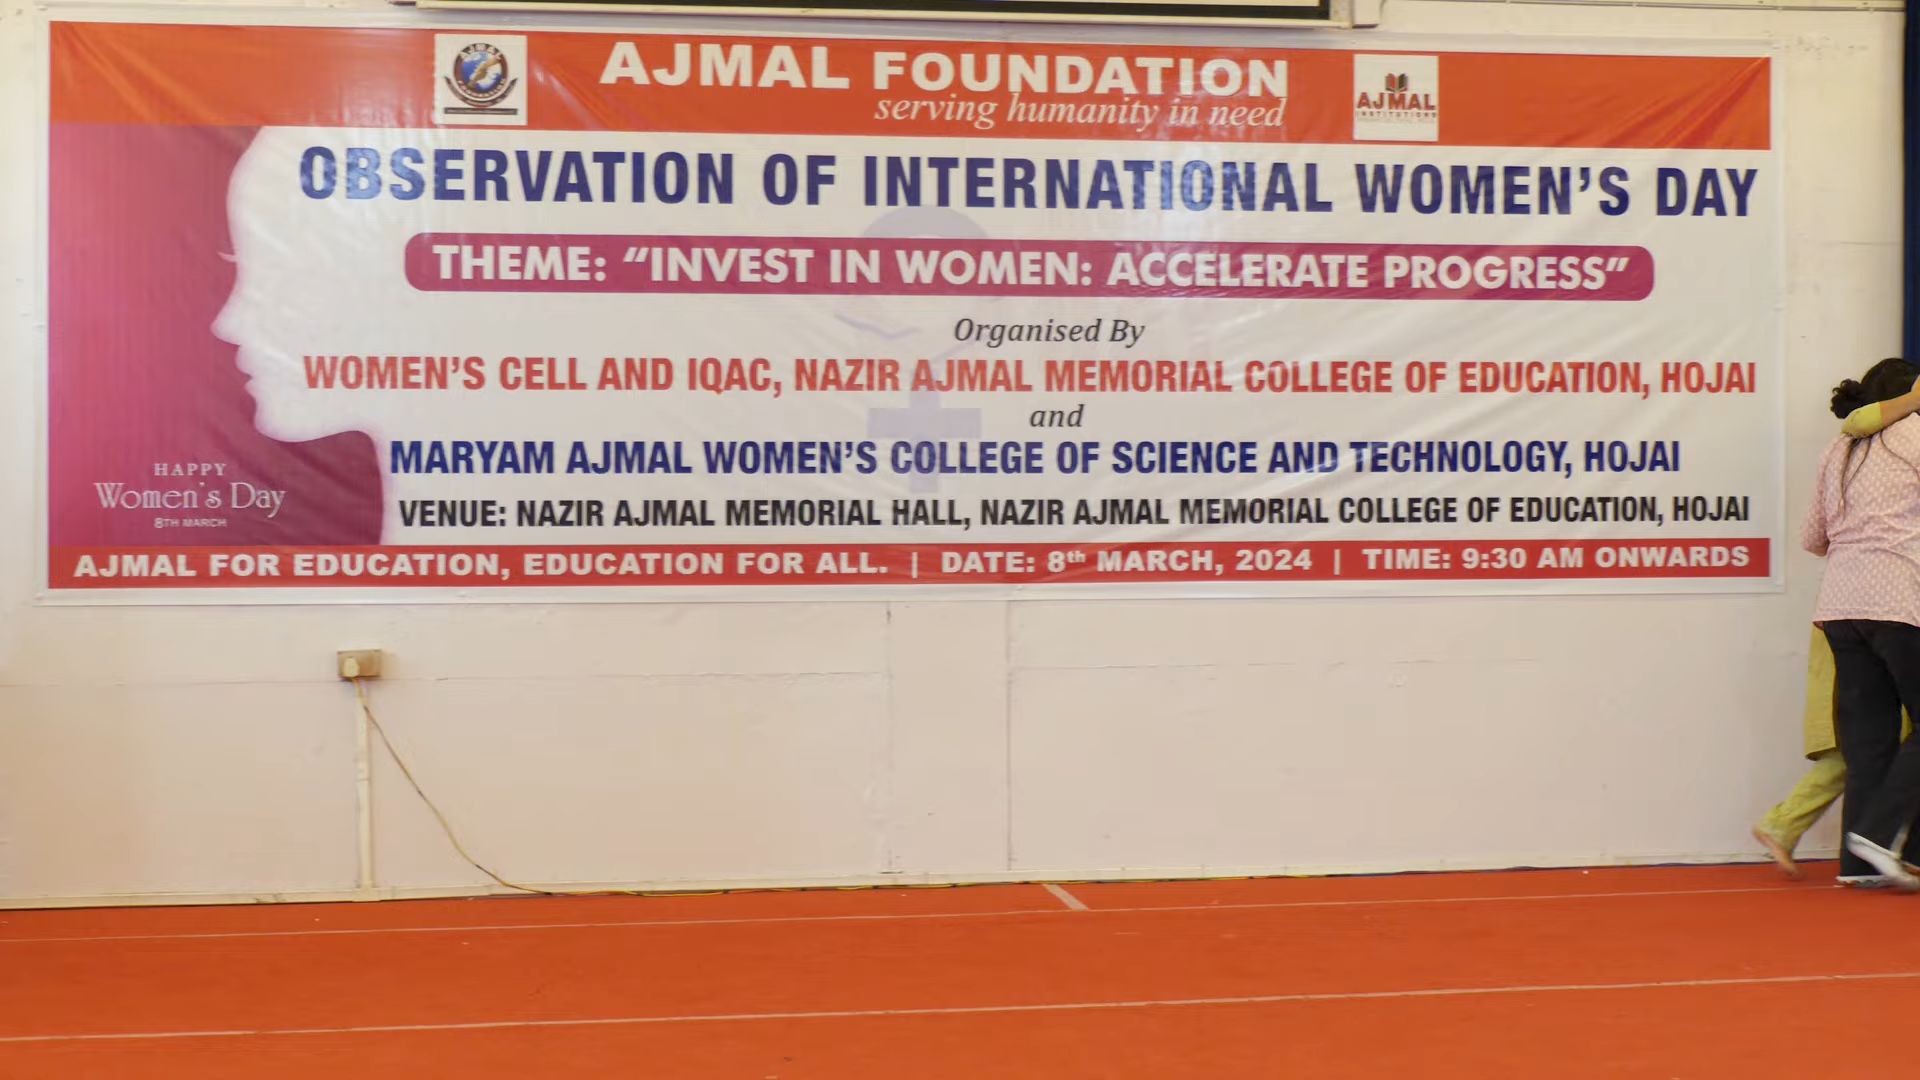 AJMAL FOUNDATION
serving humanity in need
AJMAL
INSTITUTIONS
OBSERVATION OF INTERNATIONAL WOMEN'S DAY
THEME: “INVEST IN WOMEN: ACCELERATE PROGRESS”
Organised By
WOMEN'S CELL AND IQAC, NAZIR AJMAL MEMORIAL COLLEGE OF EDUCATION, HOJAI
and
MARYAM AJMAL WOMEN'S COLLEGE OF SCIENCE AND TECHNOLOGY, HOJAI
VENUE: NAZIR AJMAL MEMORIAL HALL, NAZIR AJMAL MEMORIAL COLLEGE OF EDUCATION, HOJAI
HAPPY
Women's Day
8TH MARCH
AJMAL FOR EDUCATION, EDUCATION FOR ALL. | DATE: 8th MARCH, 2024 | TIME: 9:30 AM ONWARDS